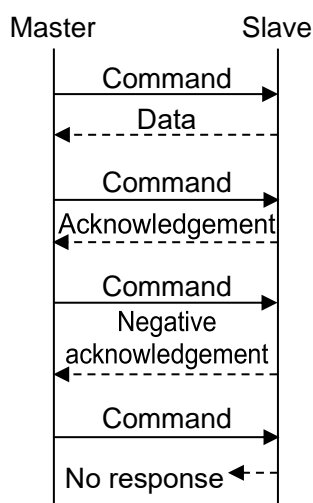 Master Slave
Command
Data
Command
Acknowledgement
Command
Negative
acknowledgement
Command
No response